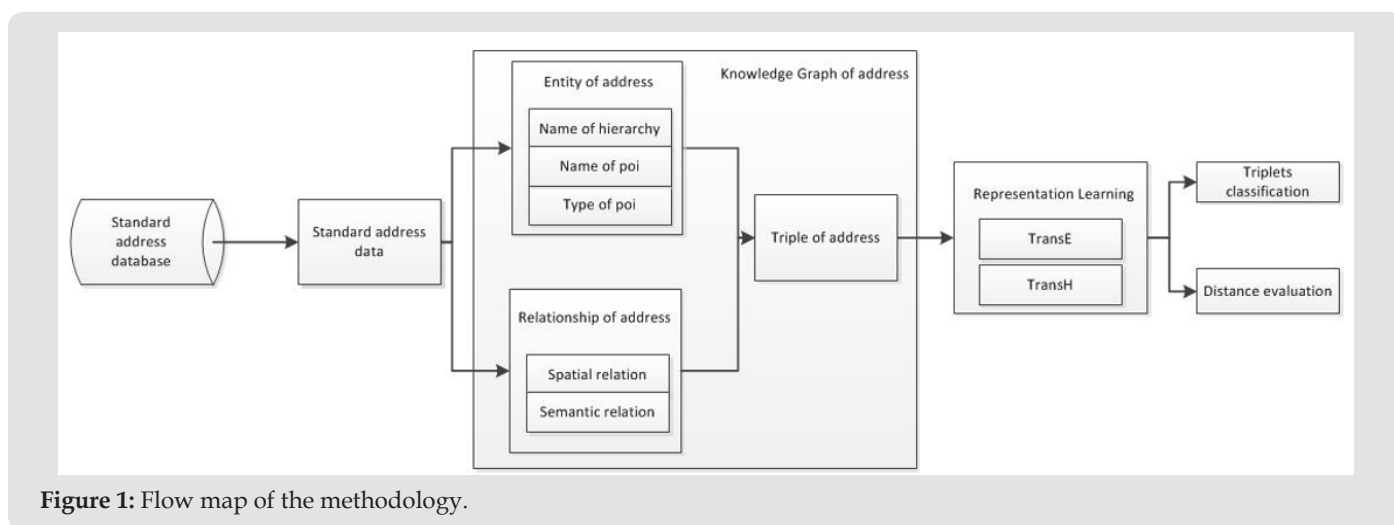 Standard
address
database
Standard address
data
Knowledge Graph of address
Entity of address
Name of hierarchy
Name of poi
Type of poi
Relationship of address
Spatial relation
Semantic relation
Triple of address
Representation Learning
TransE
TransH
Triplets
classification
Distance evaluation
Figure 1: Flow map of the methodology.